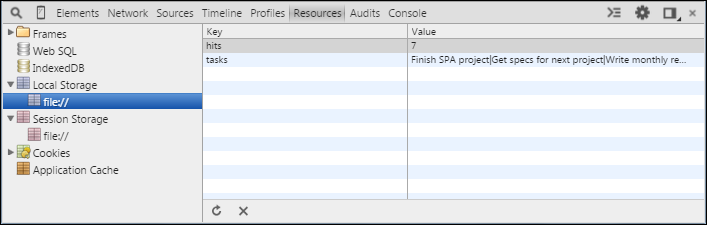 Elements Network Sources Timeline Profiles Resources Audits Console
Frames
Web SQL
IndexedDB
Local Storage
file://
Session Storage
file://
Cookies
Application Cache
Key Value
hits 7
tasks Finish SPA project|Get specs for next project|Write monthly re...